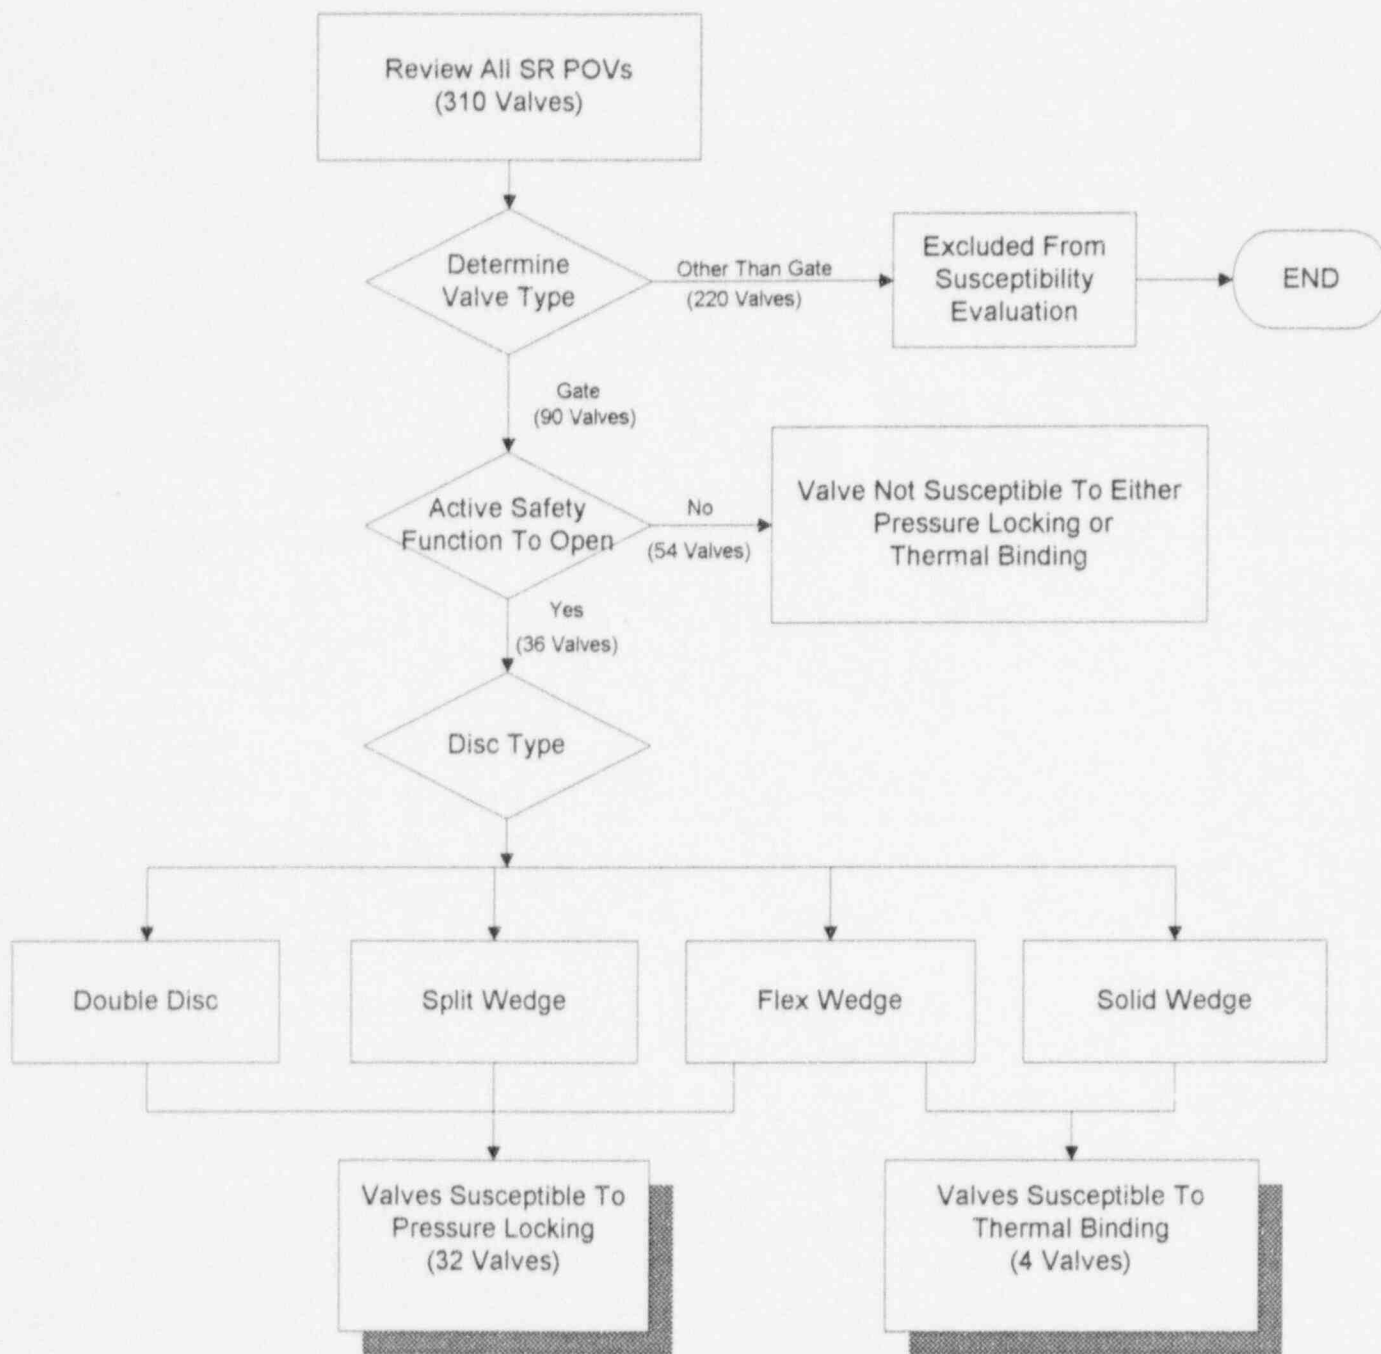 Review All SR POVs
(310 Valves)
Determine
Valve Type
Other Than Gate
(220 Valves)
Excluded From
Susceptibility
Evaluation
END
Gate
(90 Valves)
Active Safety
Function To Open
No
(54 Valves)
Valve Not Susceptible To Either
Pressure Locking or
Thermal Binding
Yes
(36 Valves)
Disc Type
Double Disc
Split Wedge
Flex Wedge
Solid Wedge
Valves Susceptible To
Pressure Locking
(32 Valves)
Valves Susceptible To
Thermal Binding
(4 Valves)